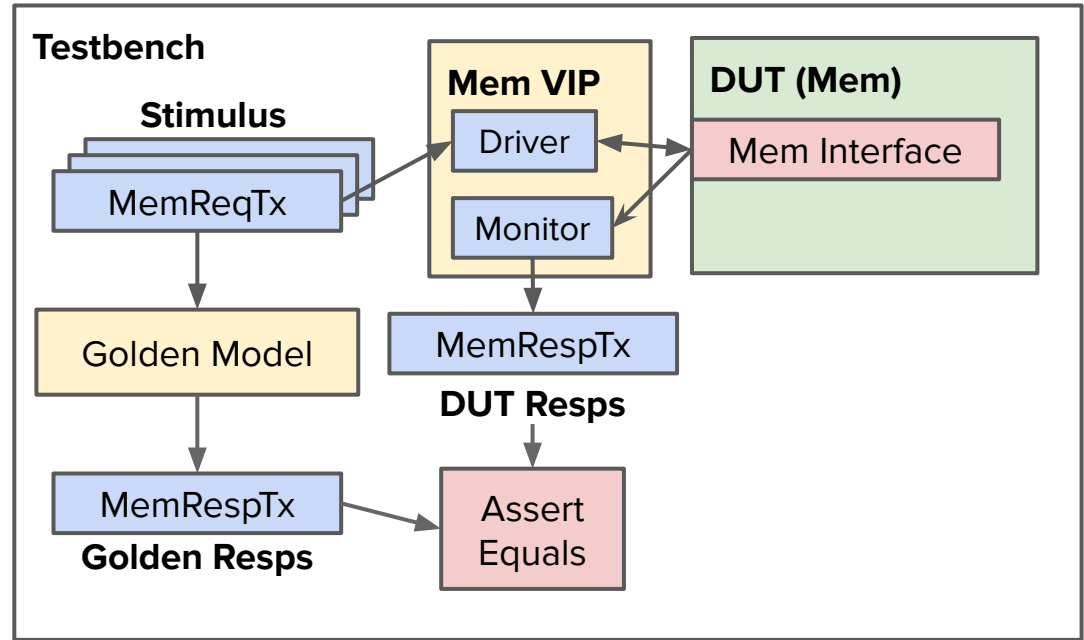 Testbench
Stimulus
MemReqTx
Mem VIP
Driver
Monitor
DUT (Mem)
Mem Interface
Golden Model
MemRespTx
DUT Resps
MemRespTx
Golden Resps
Assert
Equals